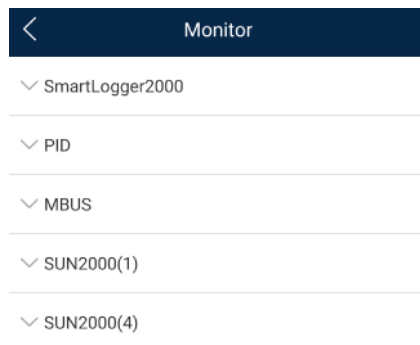 Monitor
SmartLogger2000
PID
MBUS
SUN2000(1)
SUN2000(4)